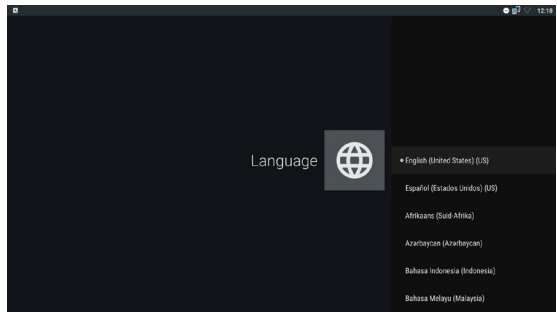 12:18
Language
English (United States) (US)
Español (Estados Unidos) (US)
Afrikaans (Suid-Afrika)
Azərbaycan (Azərbaycan)
Bahasa Indonesia (Indonesia)
Bahasa Melayu (Malaysia)